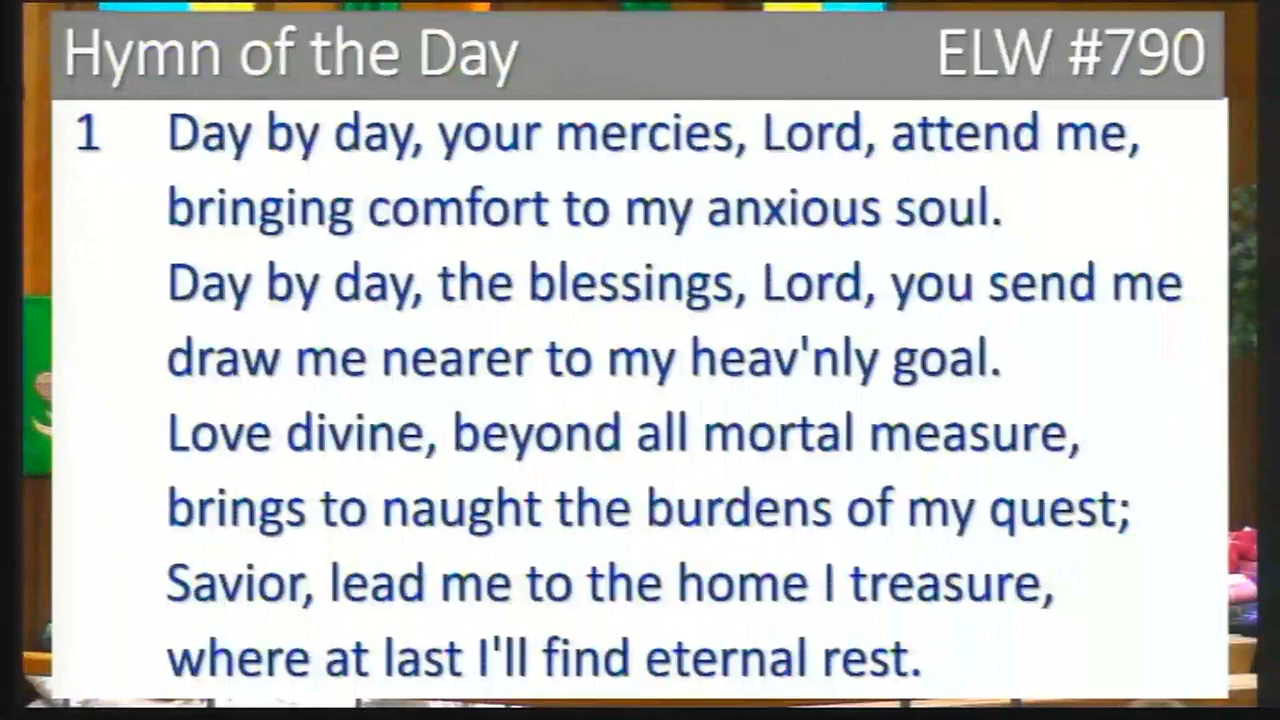 Hymn of the Day ELW #790
1 Day by day, your mercies, Lord, attend me,
bringing comfort to my anxious soul.
Day by day, the blessings, Lord, you send me
draw me nearer to my heav'nly goal.
Love divine, beyond all mortal measure,
brings to naught the burdens of my quest;
Savior, lead me to the home I treasure,
where at last I'll find eternal rest.